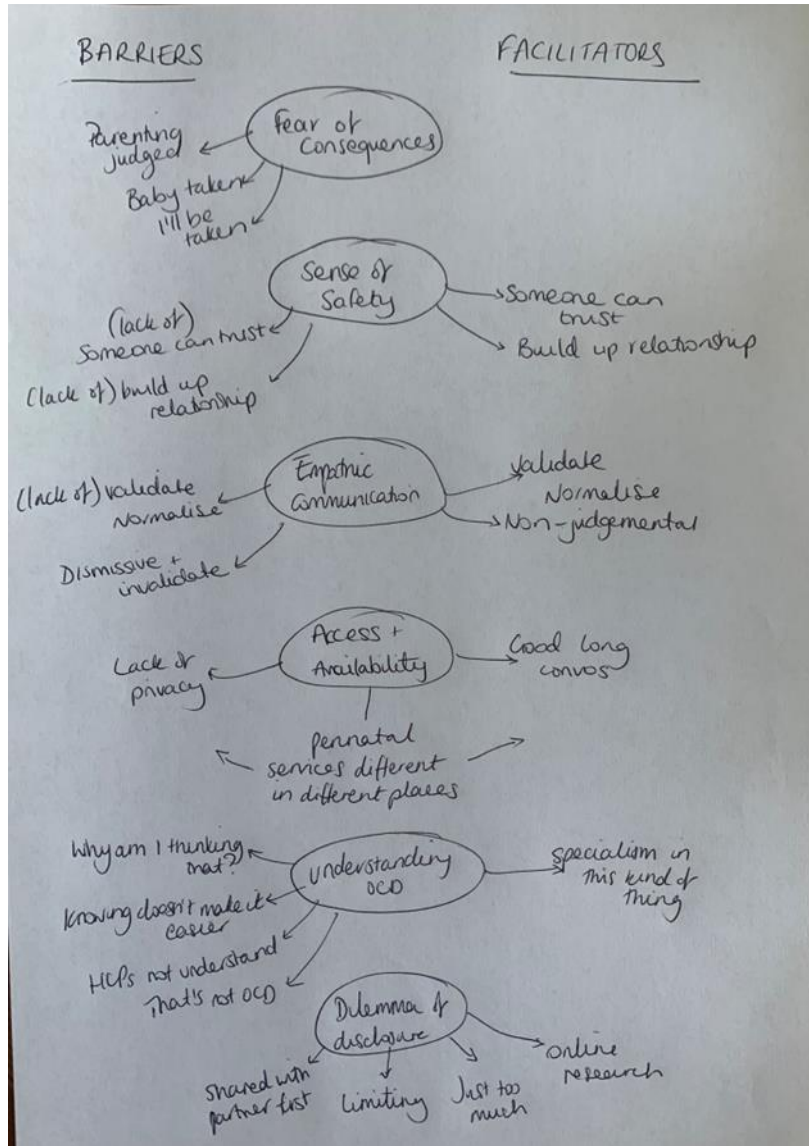 BARRIERS
FACILITATORS
Fear of
Consequences
Parenting
judged
Baby taken
I'll be
taken
Sense of
Safety
(lack of)
Someone can trust
(lack of) build up
relationship
Someone can
trust
Build up relationship
Empathic
Communication
(lack of) validate
Normalise
Dismissive +
invalidate
Validate
Normalise
Non-judgemental
Access +
Availability
Lack of
privacy
Good long
convos
perinatal
services different
in different places
Understanding
OCD
Why am I thinking
that?
Knowing doesn't make it
easier
HCPs not understand
That's not OCD
specialism in
this kind of
thing
Dilemma of
disclosure
Shared with
partner first
Limiting
Just too
much
online
research